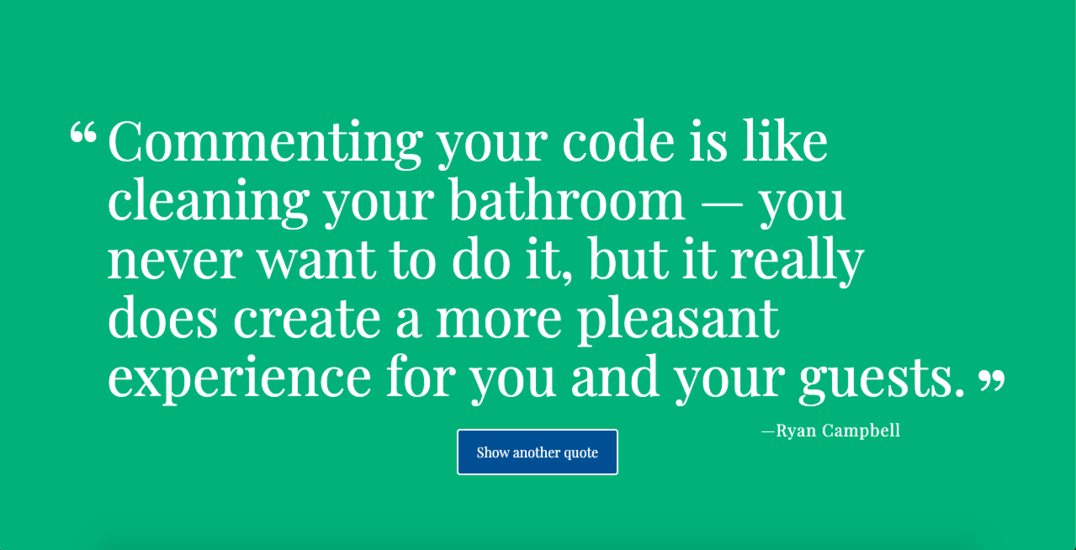 “ Commenting your code is like
cleaning your bathroom — you
never want to do it, but it really
does create a more pleasant
experience for you and your guests. ”
—Ryan Campbell
Show another quote